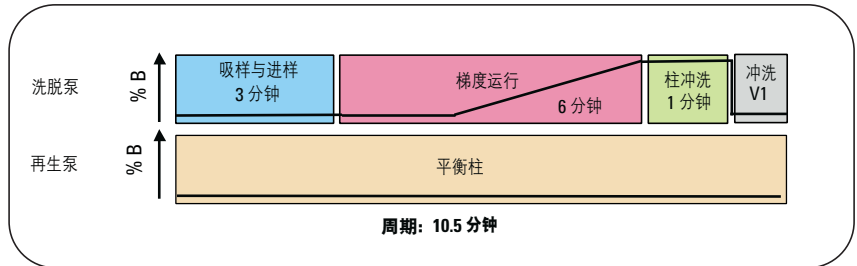 洗脱泵
% B
吸样与进样
3 分钟
梯度运行
6 分钟
柱冲洗
1 分钟
冲洗
V1
再生泵
% B
平衡柱
周期: 10.5 分钟